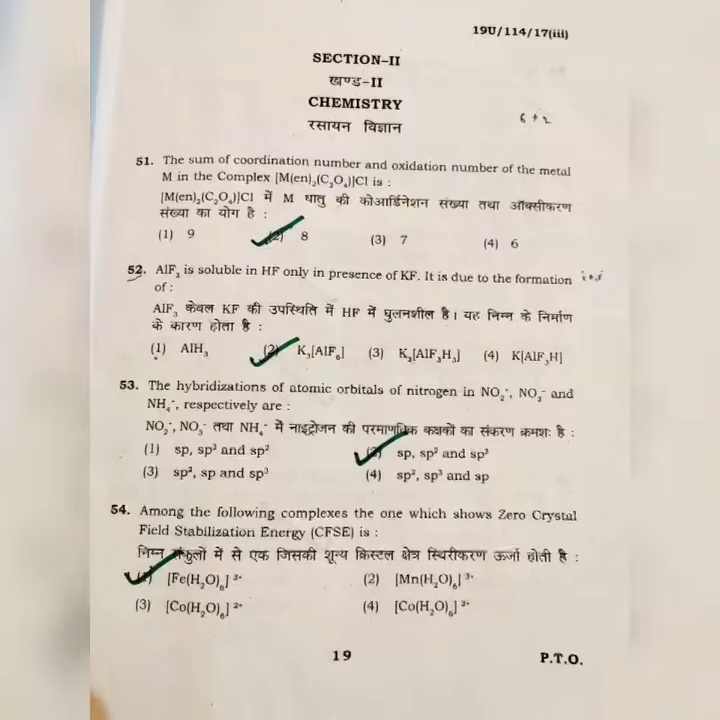 19U/114/17(iii)
SECTION-II
खण्ड-II
CHEMISTRY
रसायन विज्ञान
6+2
51. The sum of coordination number and oxidation number of the metal
M in the Complex [M(en)₂(C₂O₄)]Cl is :
[M(en)₂(C₂O₄)]Cl में M धातु की कोआर्डिनेशन संख्या तथा ऑक्सीकरण
संख्या का योग है :
(1) 9 (2) 8 (3) 7 (4) 6
52. AlF₃ is soluble in HF only in presence of KF. It is due to the formation
of :
AlF₃ केवल KF की उपस्थिति में HF में घुलनशील है। यह निम्न के निर्माण
के कारण होता है :
(1) AlH₃ (2) K₃[AlF₆] (3) K₃[AlF₃H₃] (4) K[AlF₃H]
53. The hybridizations of atomic orbitals of nitrogen in NO₂⁺, NO₃⁻ and
NH₄⁺, respectively are :
NO₂⁺, NO₃⁻ तथा NH₄⁺ में नाइट्रोजन की परमाणविक कक्षकों का संकरण क्रमशः है :
(1) sp, sp³ and sp² (2) sp, sp² and sp³
(3) sp², sp and sp³ (4) sp², sp³ and sp
54. Among the following complexes the one which shows Zero Crystal
Field Stabilization Energy (CFSE) is :
निम्न संकुलों में से एक जिसकी शून्य क्रिस्टल क्षेत्र स्थिरीकरण ऊर्जा होती है :
(1) [Fe(H₂O)₆]³⁺ (2) [Mn(H₂O)₆]³⁺
(3) [Co(H₂O)₆]²⁺ (4) [Co(H₂O)₆]³⁺
19 P.T.O.